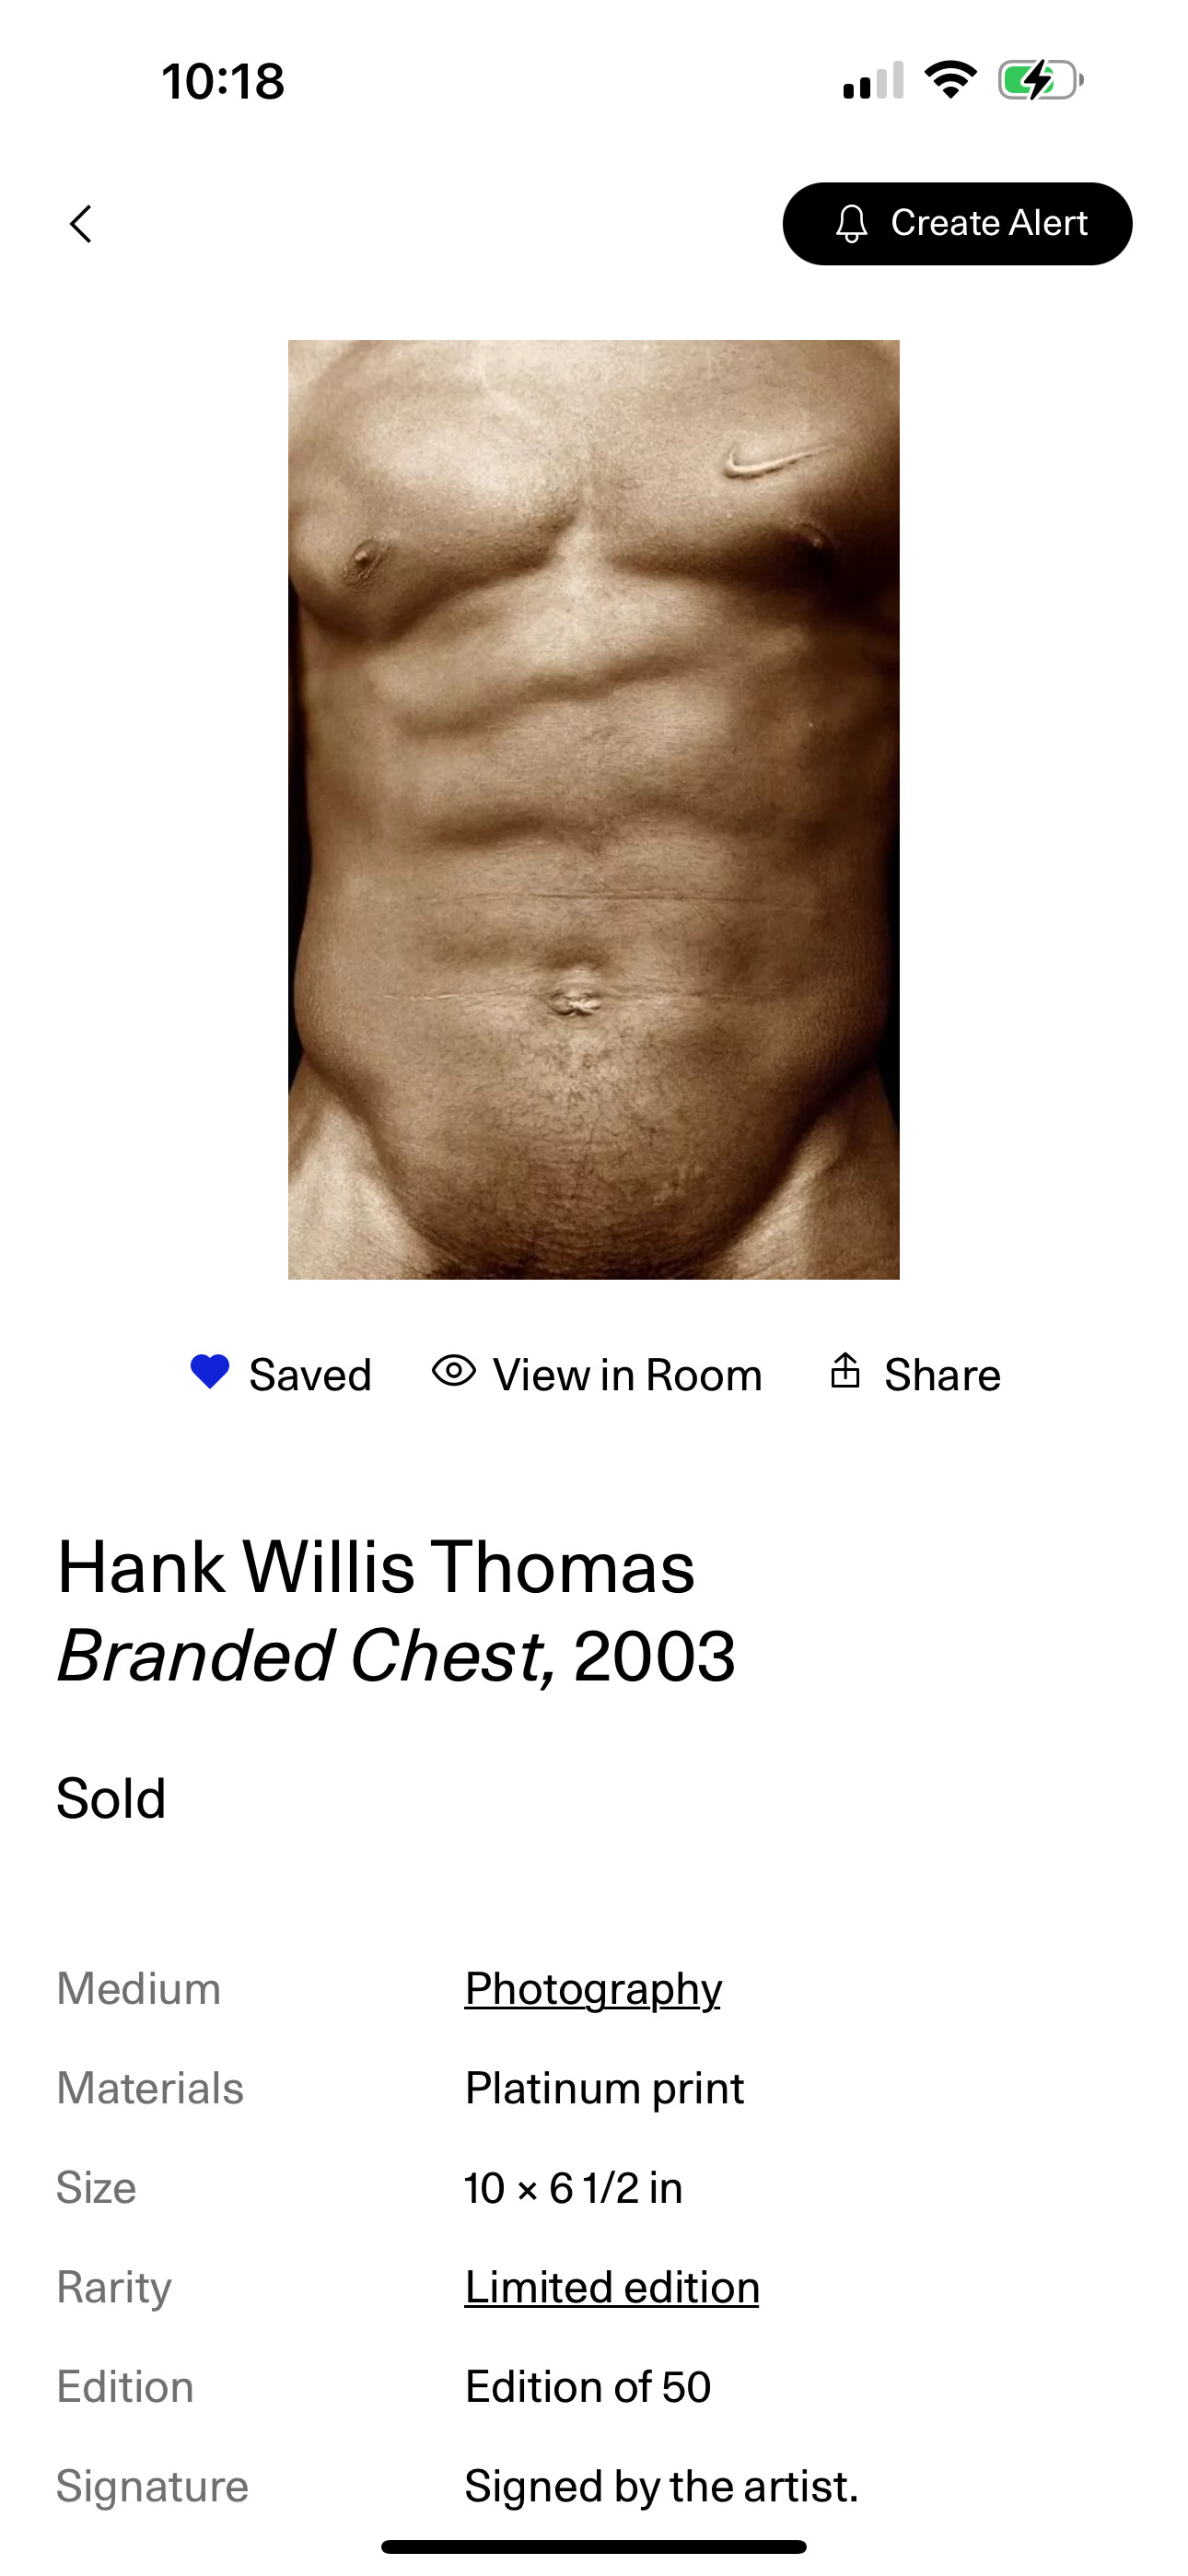 10:18
Create Alert
Saved View in Room Share
Hank Willis Thomas
Branded Chest, 2003
Sold
Medium Photography
Materials Platinum print
Size 10 × 6 1/2 in
Rarity Limited edition
Edition Edition of 50
Signature Signed by the artist.